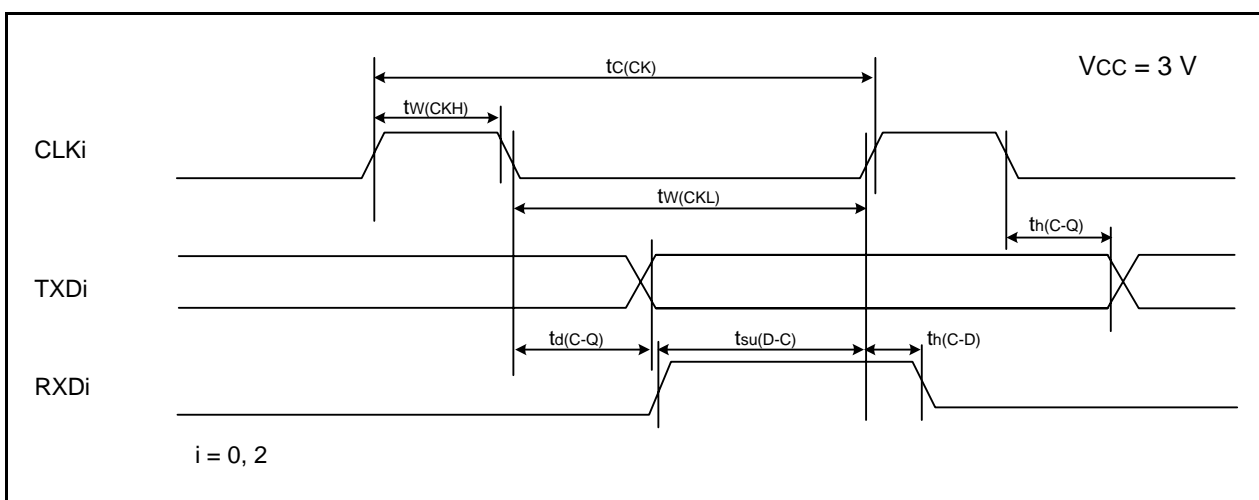 VCC = 3 V
tC(CK)
tW(CKH)
CLKi
tW(CKL)
th(C-Q)
TXDi
td(C-Q)
tsu(D-C)
th(C-D)
RXDi
i = 0, 2